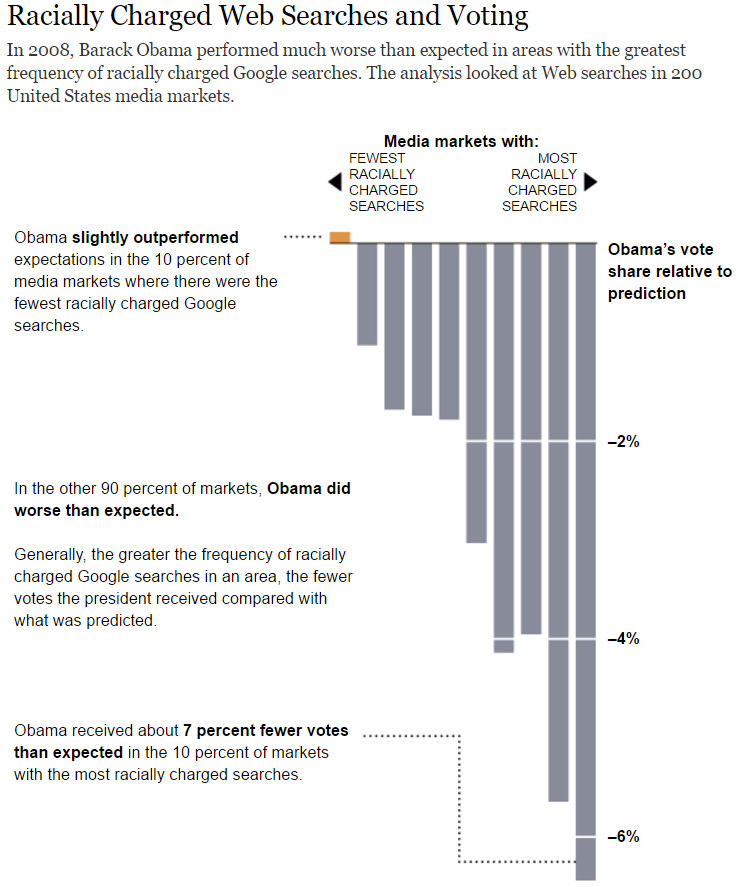 Racially Charged Web Searches and Voting
In 2008, Barack Obama performed much worse than expected in areas with the greatest
frequency of racially charged Google searches. The analysis looked at Web searches in 200
United States media markets.
Media markets with:
FEWEST
RACIALLY
CHARGED
SEARCHES
MOST
RACIALLY
CHARGED
SEARCHES
Obama slightly outperformed
expectations in the 10 percent of
media markets where there were the
fewest racially charged Google
searches.
Obama’s vote
share relative to
prediction
–2%
In the other 90 percent of markets, Obama did
worse than expected.
Generally, the greater the frequency of racially
charged Google searches in an area, the fewer
votes the president received compared with
what was predicted.
–4%
Obama received about 7 percent fewer votes
than expected in the 10 percent of markets
with the most racially charged searches.
–6%